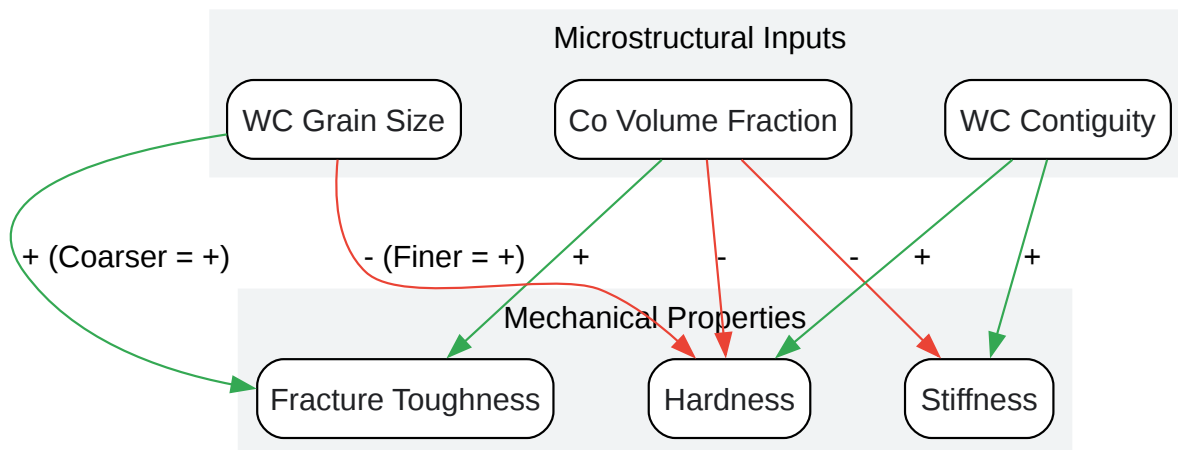 Microstructural Inputs
WC Grain Size
Co Volume Fraction
WC Contiguity
+ (Coarser = +)
- (Finer = +)
+
-
-
+
+
Mechanical Properties
Fracture Toughness
Hardness
Stiffness